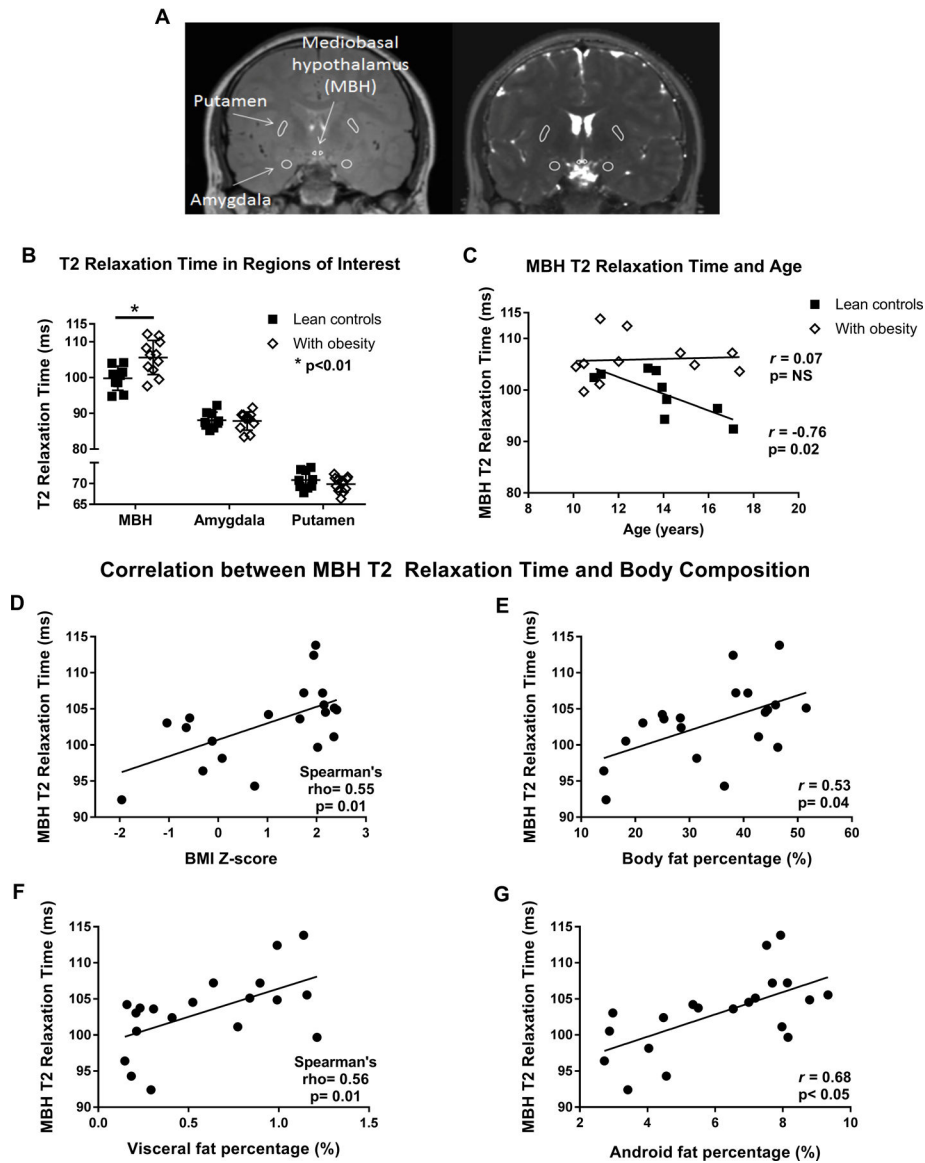 A
Mediobasal
hypothalamus
(MBH)
Putamen
Amygdala
B
T2 Relaxation Time in Regions of Interest
T2 Relaxation Time (ms)
120
110
100
90
80
70
65
*
Lean controls
With obesity
* p<0.01
MBH
Amygdala
Putamen
C
MBH T2 Relaxation Time and Age
MBH T2 Relaxation Time (ms)
120
110
100
90
80
Lean controls
With obesity
r = 0.07
p= NS
r = -0.76
p= 0.02
8 10 12 14 16 18 20
Age (years)
Correlation between MBH T2 Relaxation Time and Body Composition
D
MBH T2 Relaxation Time (ms)
115
110
105
100
95
90
Spearman's
rho= 0.55
p= 0.01
-2 -1 0 1 2 3
BMI Z-score
E
MBH T2 Relaxation Time (ms)
115
110
105
100
95
90
r = 0.53
p= 0.04
10 20 30 40 50 60
Body fat percentage (%)
F
MBH T2 Relaxation Time (ms)
115
110
105
100
95
90
Spearman's
rho= 0.56
p= 0.01
0.0 0.5 1.0 1.5
Visceral fat percentage (%)
G
MBH T2 Relaxation Time (ms)
115
110
105
100
95
90
r = 0.68
p< 0.05
2 4 6 8 10
Android fat percentage (%)